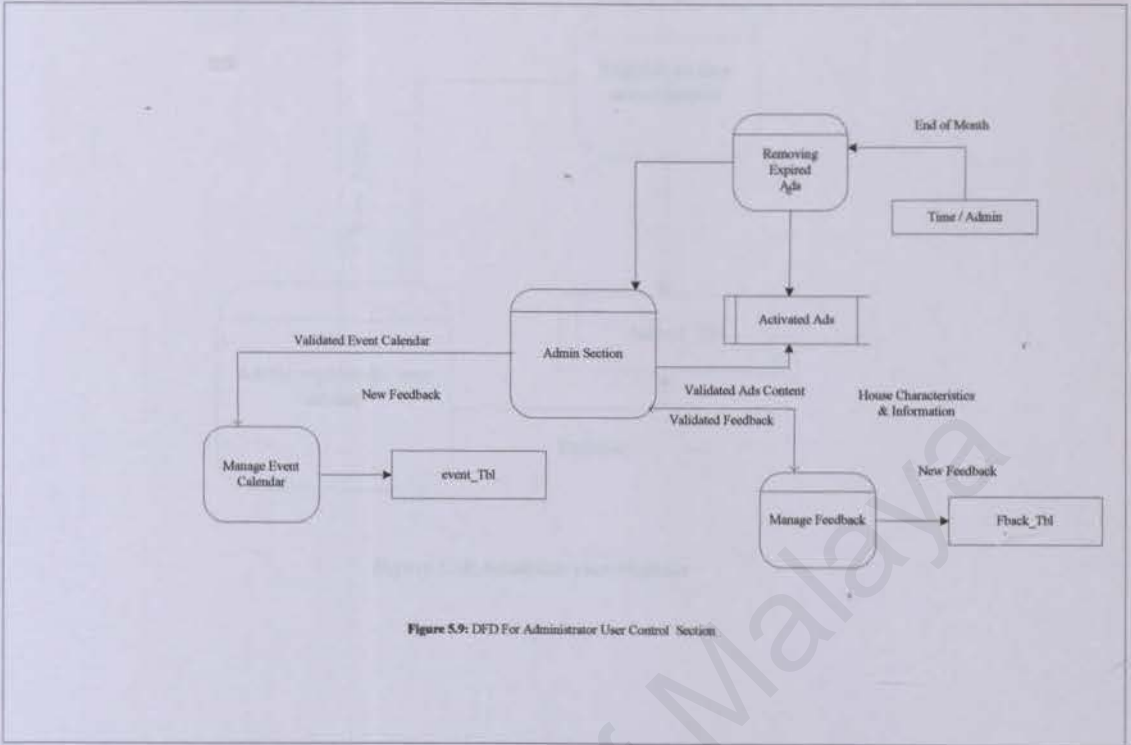 End of Month
Removing
Expired
Ads
Time / Admin
Activated Ads
Validated Event Calendar
Admin Section
New Feedback
Validated Ads Content
House Characteristics
& Information
Validated Feedback
Manage Event
Calendar
event_Tbl
New Feedback
Manage Feedback
Fback_Tbl
Figure 5.9: DFD For Administrator User Control Section
of Malaya